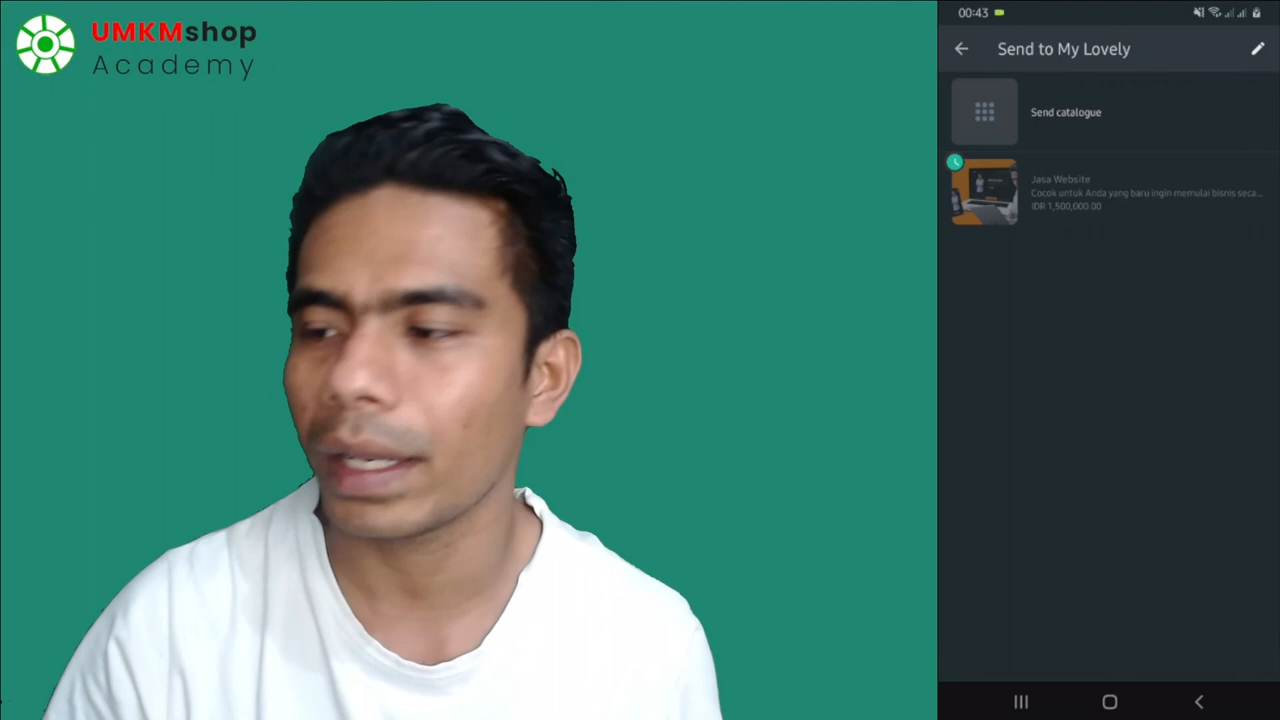 UMKMshop
Academy
00:43
Send to My Lovely
Send catalogue
Jasa Website
Cocok untuk Anda yang baru ingin memulai bisnis seca...
IDR 1,500,000.00